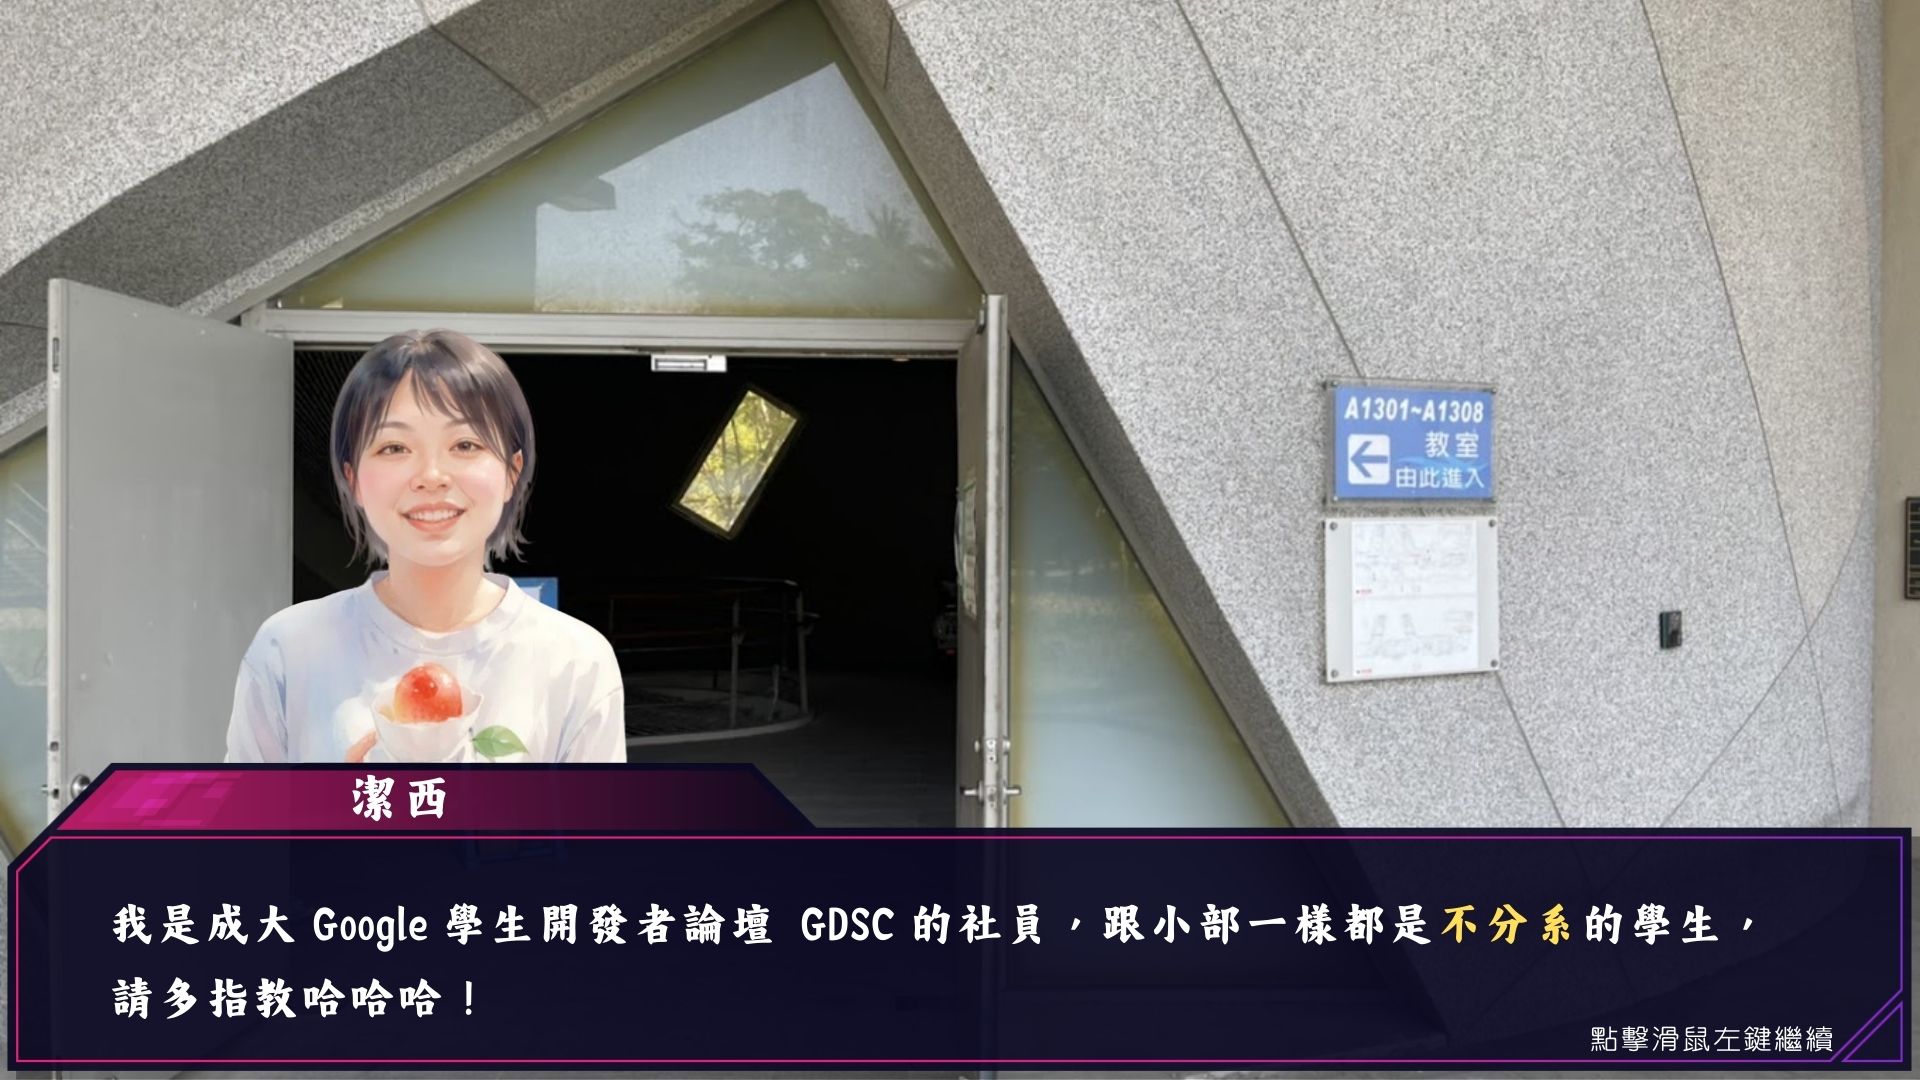 A1301~A1308
教室
由此進入
潔西
我是成大 Google 學生開發者論壇 GDSC 的社員，跟小部一樣都是不分系的學生，
請多指教哈哈哈！
點擊滑鼠左鍵繼續